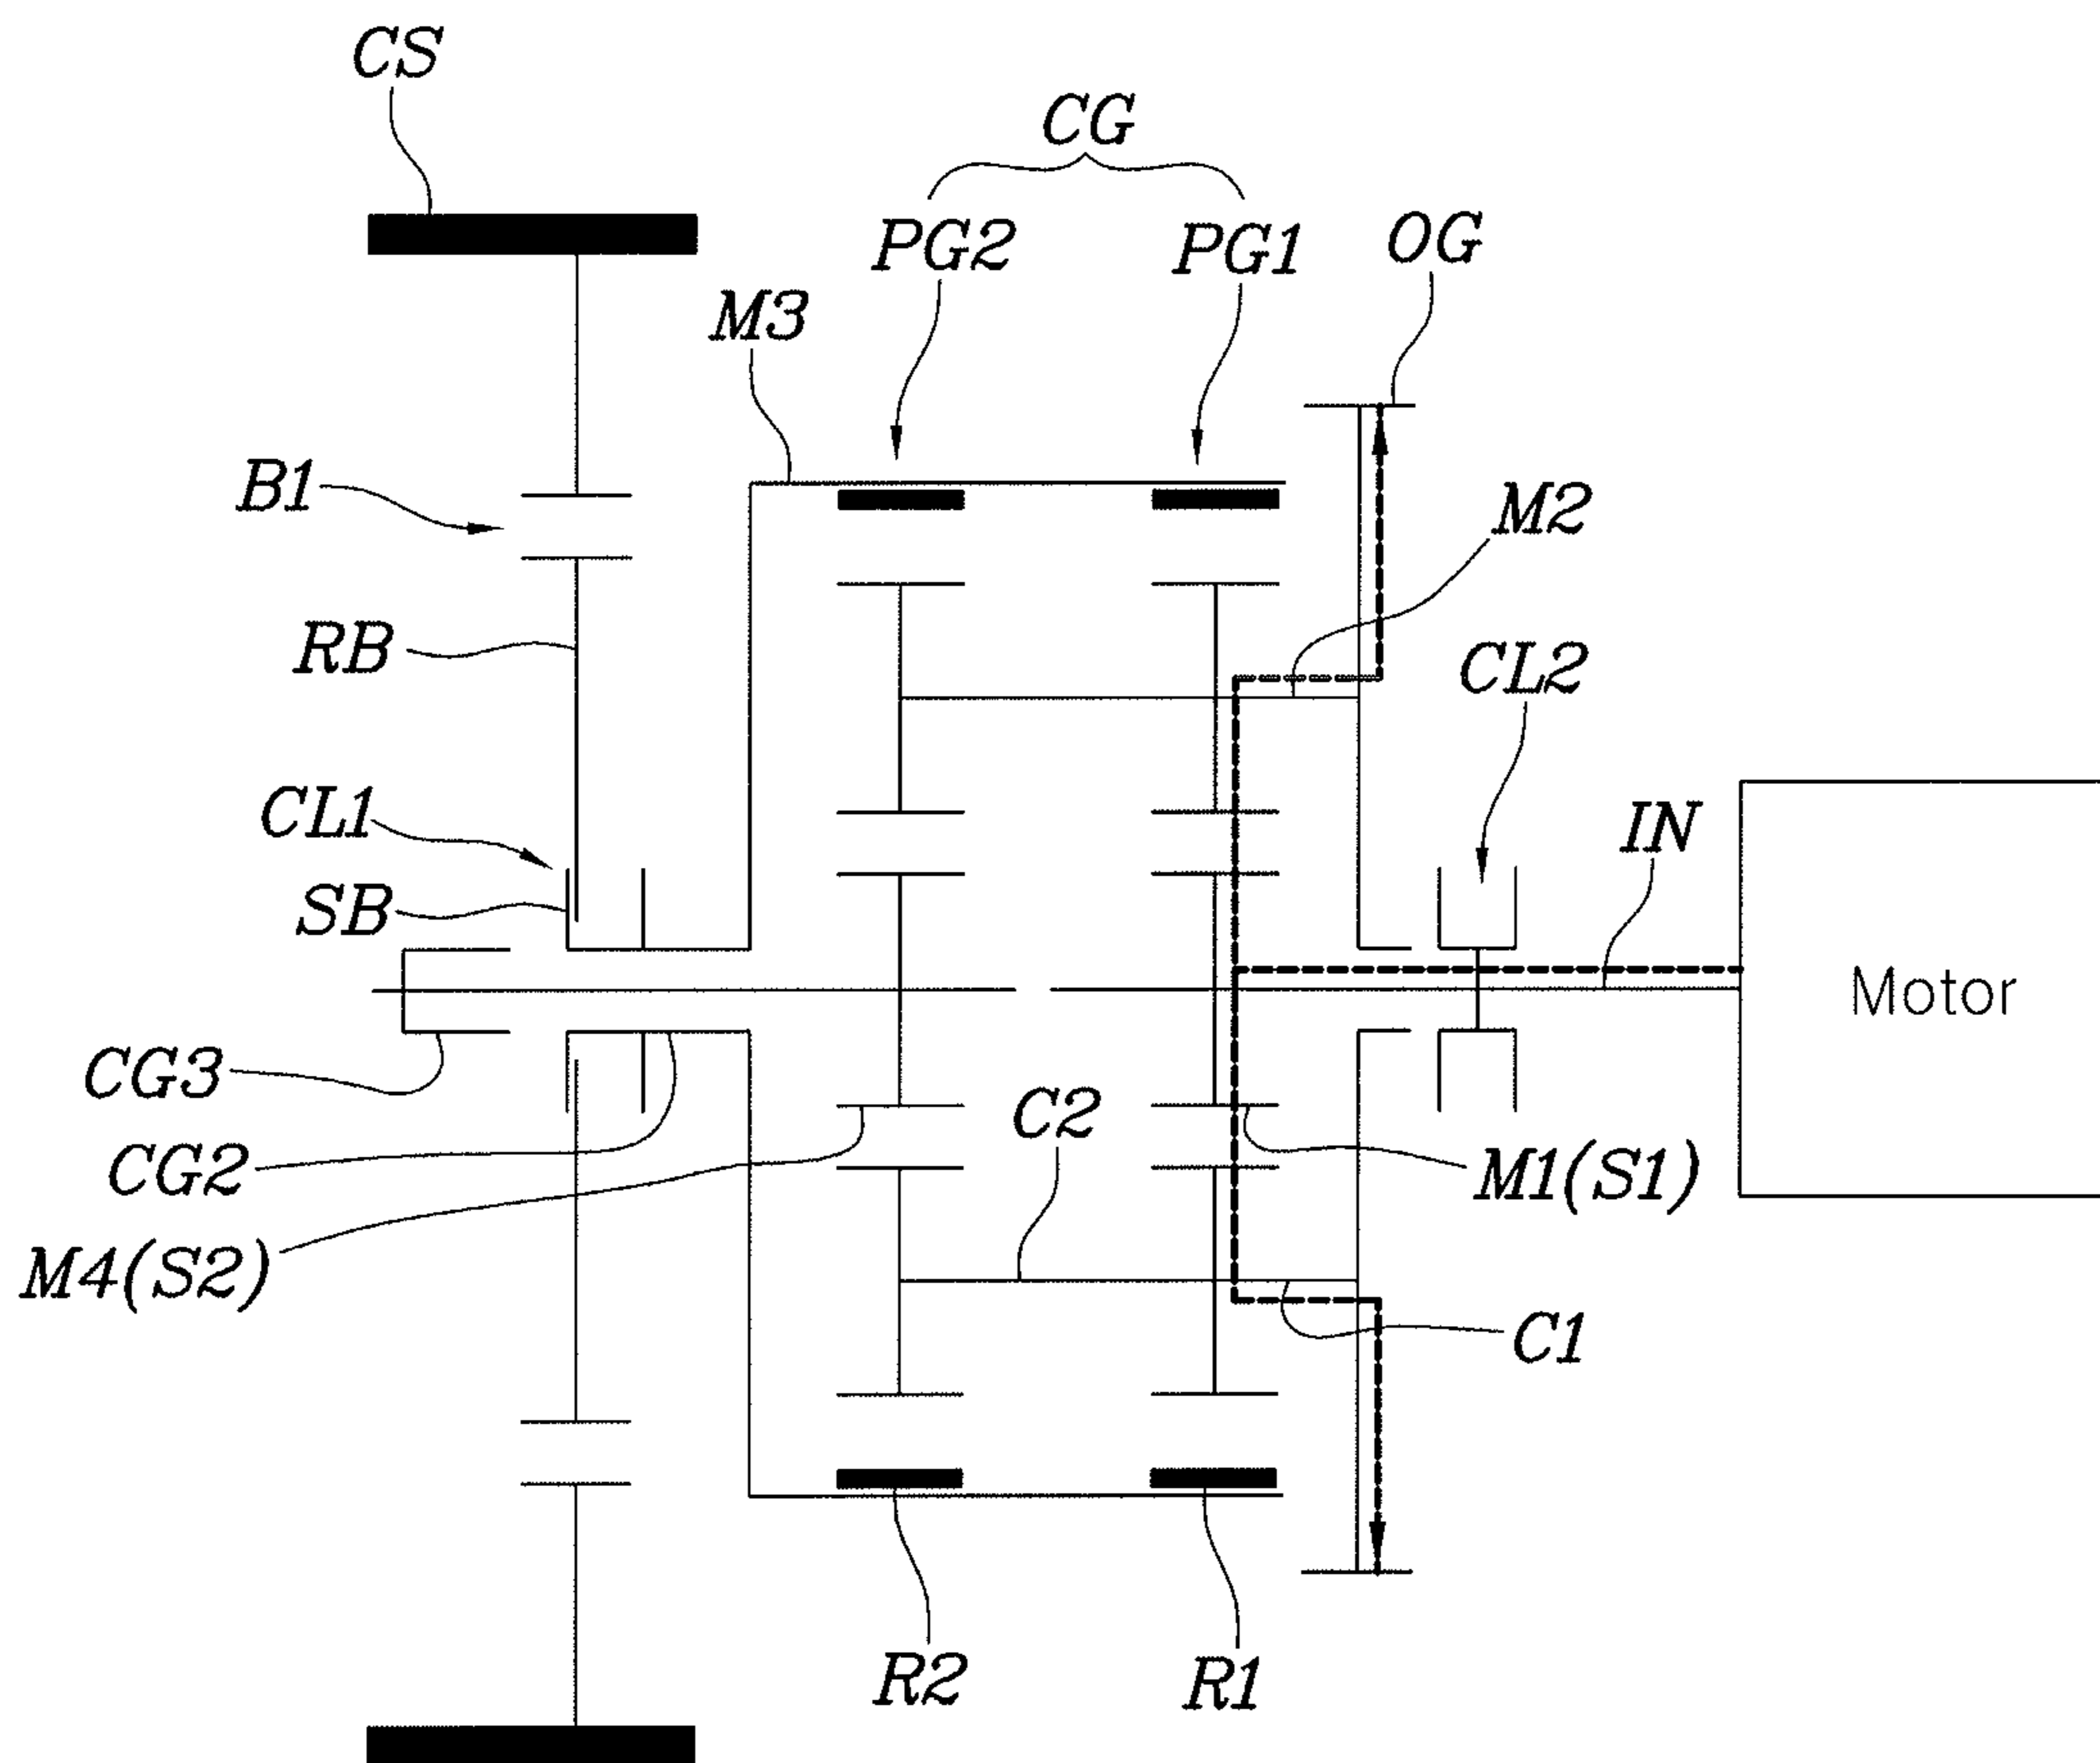 CS
CG
PG2
PG1
OG
M3
B1
M2
RB
CL2
CL1
IN
SB
Motor
CG3
C2
CG2
M1(S1)
M4(S2)
C1
R2
R1